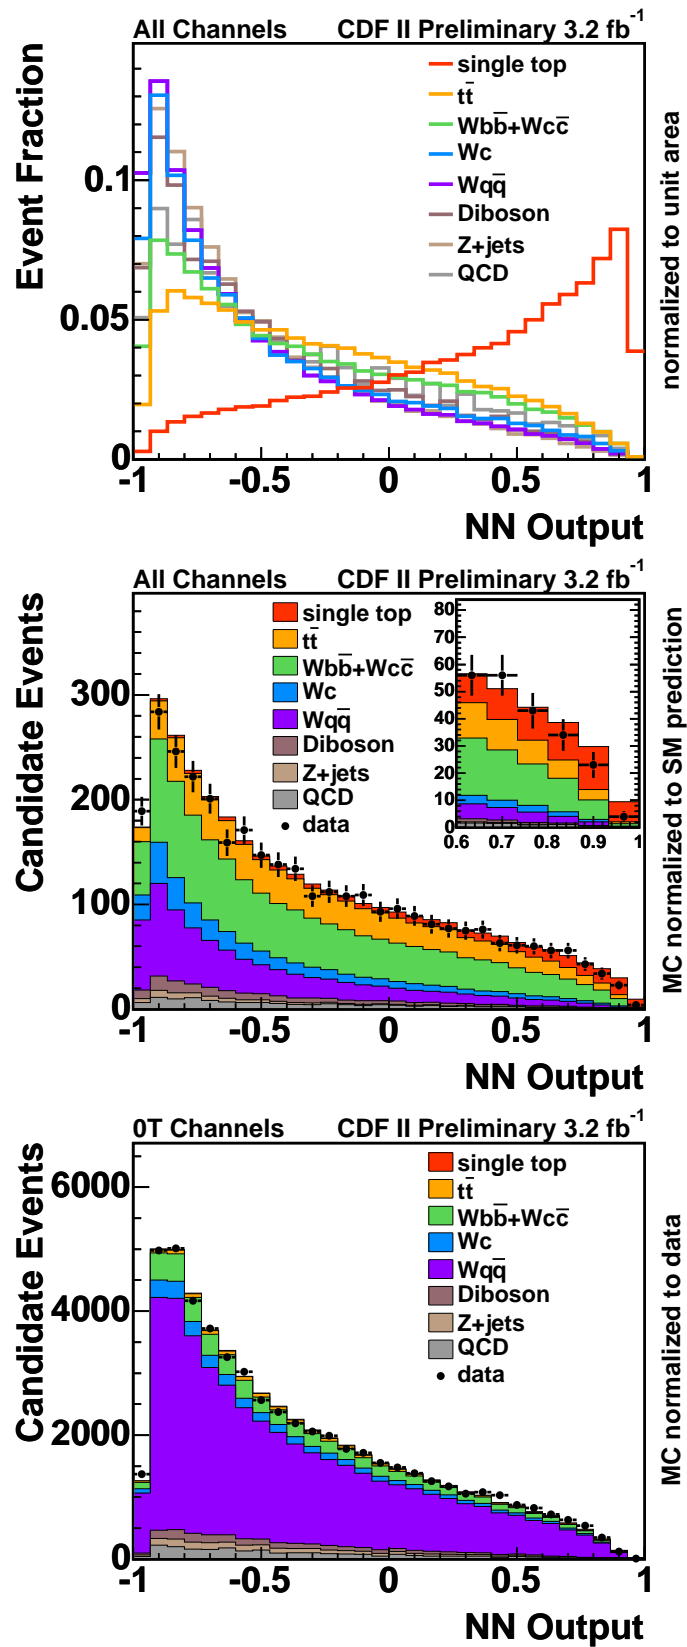 All Channels CDF II Preliminary 3.2 fb⁻¹
Event Fraction
normalized to unit area
single top
tt̄
Wbb̄+Wcc̄
Wc
Wqq̄
Diboson
Z+jets
QCD
0.1
0.05
0
-1 -0.5 0 0.5 1
NN Output
All Channels CDF II Preliminary 3.2 fb⁻¹
Candidate Events
MC normalized to SM prediction
single top
tt̄
Wbb̄+Wcc̄
Wc
Wqq̄
Diboson
Z+jets
QCD
data
80
70
60
50
40
30
20
10
0
0.6 0.7 0.8 0.9 1
300
200
100
0
-1 -0.5 0 0.5 1
NN Output
0T Channels CDF II Preliminary 3.2 fb⁻¹
Candidate Events
MC normalized to data
single top
tt̄
Wbb̄+Wcc̄
Wc
Wqq̄
Diboson
Z+jets
QCD
data
6000
4000
2000
0
-1 -0.5 0 0.5 1
NN Output